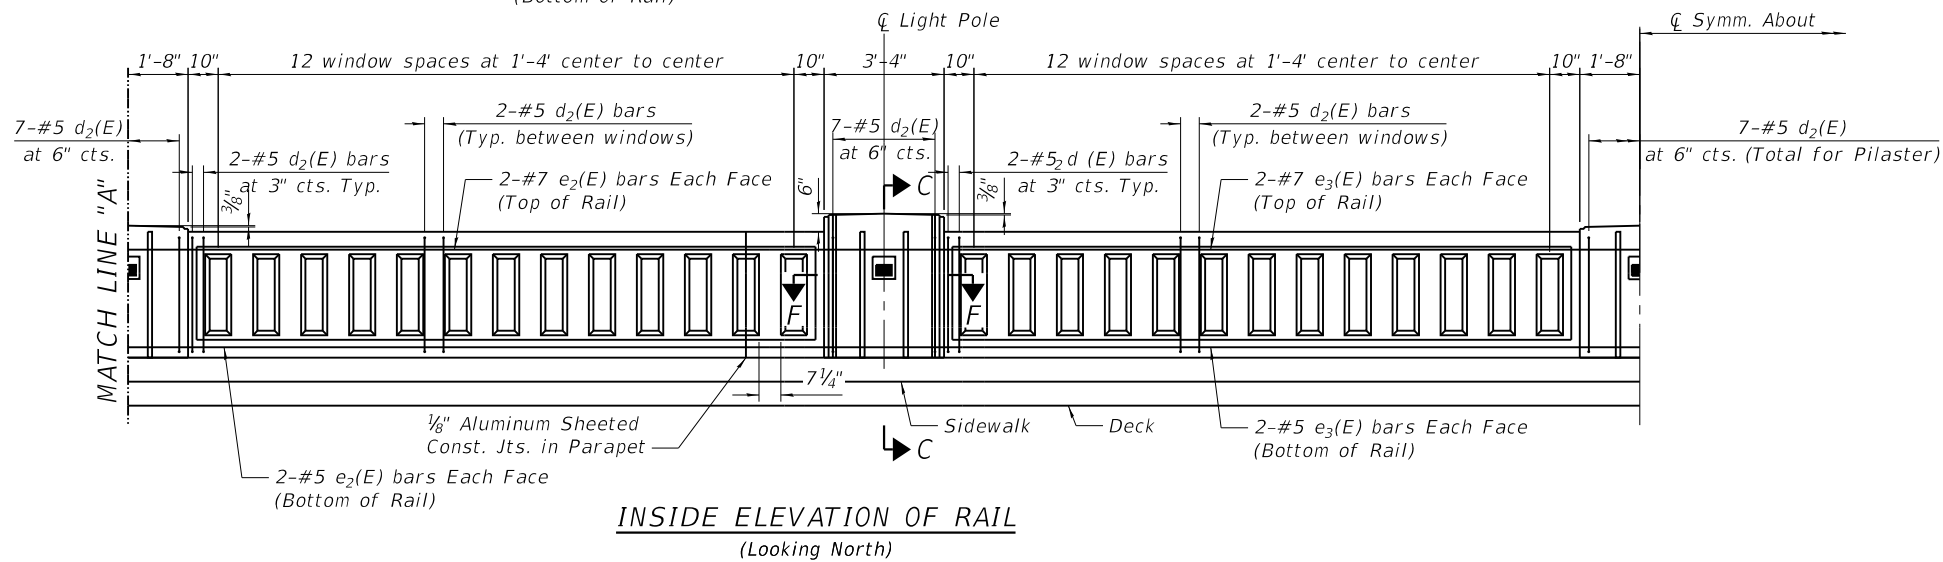 (Bottom of Rail)
℄ Light Pole
℄ Symm. About
1'-8" 10" 12 window spaces at 1'-4' center to center 10" 3'-4" 10" 12 window spaces at 1'-4' center to center 10" 1'-8"
2-#5 d2(E) bars
(Typ. between windows)
2-#5 d2(E) bars
(Typ. between windows)
7-#5 d2(E)
at 6" cts.
7-#5 d2(E)
at 6" cts.
7-#5 d2(E)
at 6" cts. (Total for Pilaster)
2-#5 d2(E) bars
at 3" cts. Typ.
2-#5 2 d (E) bars
at 3" cts. Typ.
2-#7 e2(E) bars Each Face
(Top of Rail)
2-#7 e3(E) bars Each Face
(Top of Rail)
3/8"
6"
C
3/8"
MATCH LINE "A"
F
F
7 1/4"
1/8" Aluminum Sheeted
Const. Jts. in Parapet
Sidewalk
Deck
2-#5 e3(E) bars Each Face
(Bottom of Rail)
C
2-#5 e2(E) bars Each Face
(Bottom of Rail)
INSIDE ELEVATION OF RAIL
(Looking North)